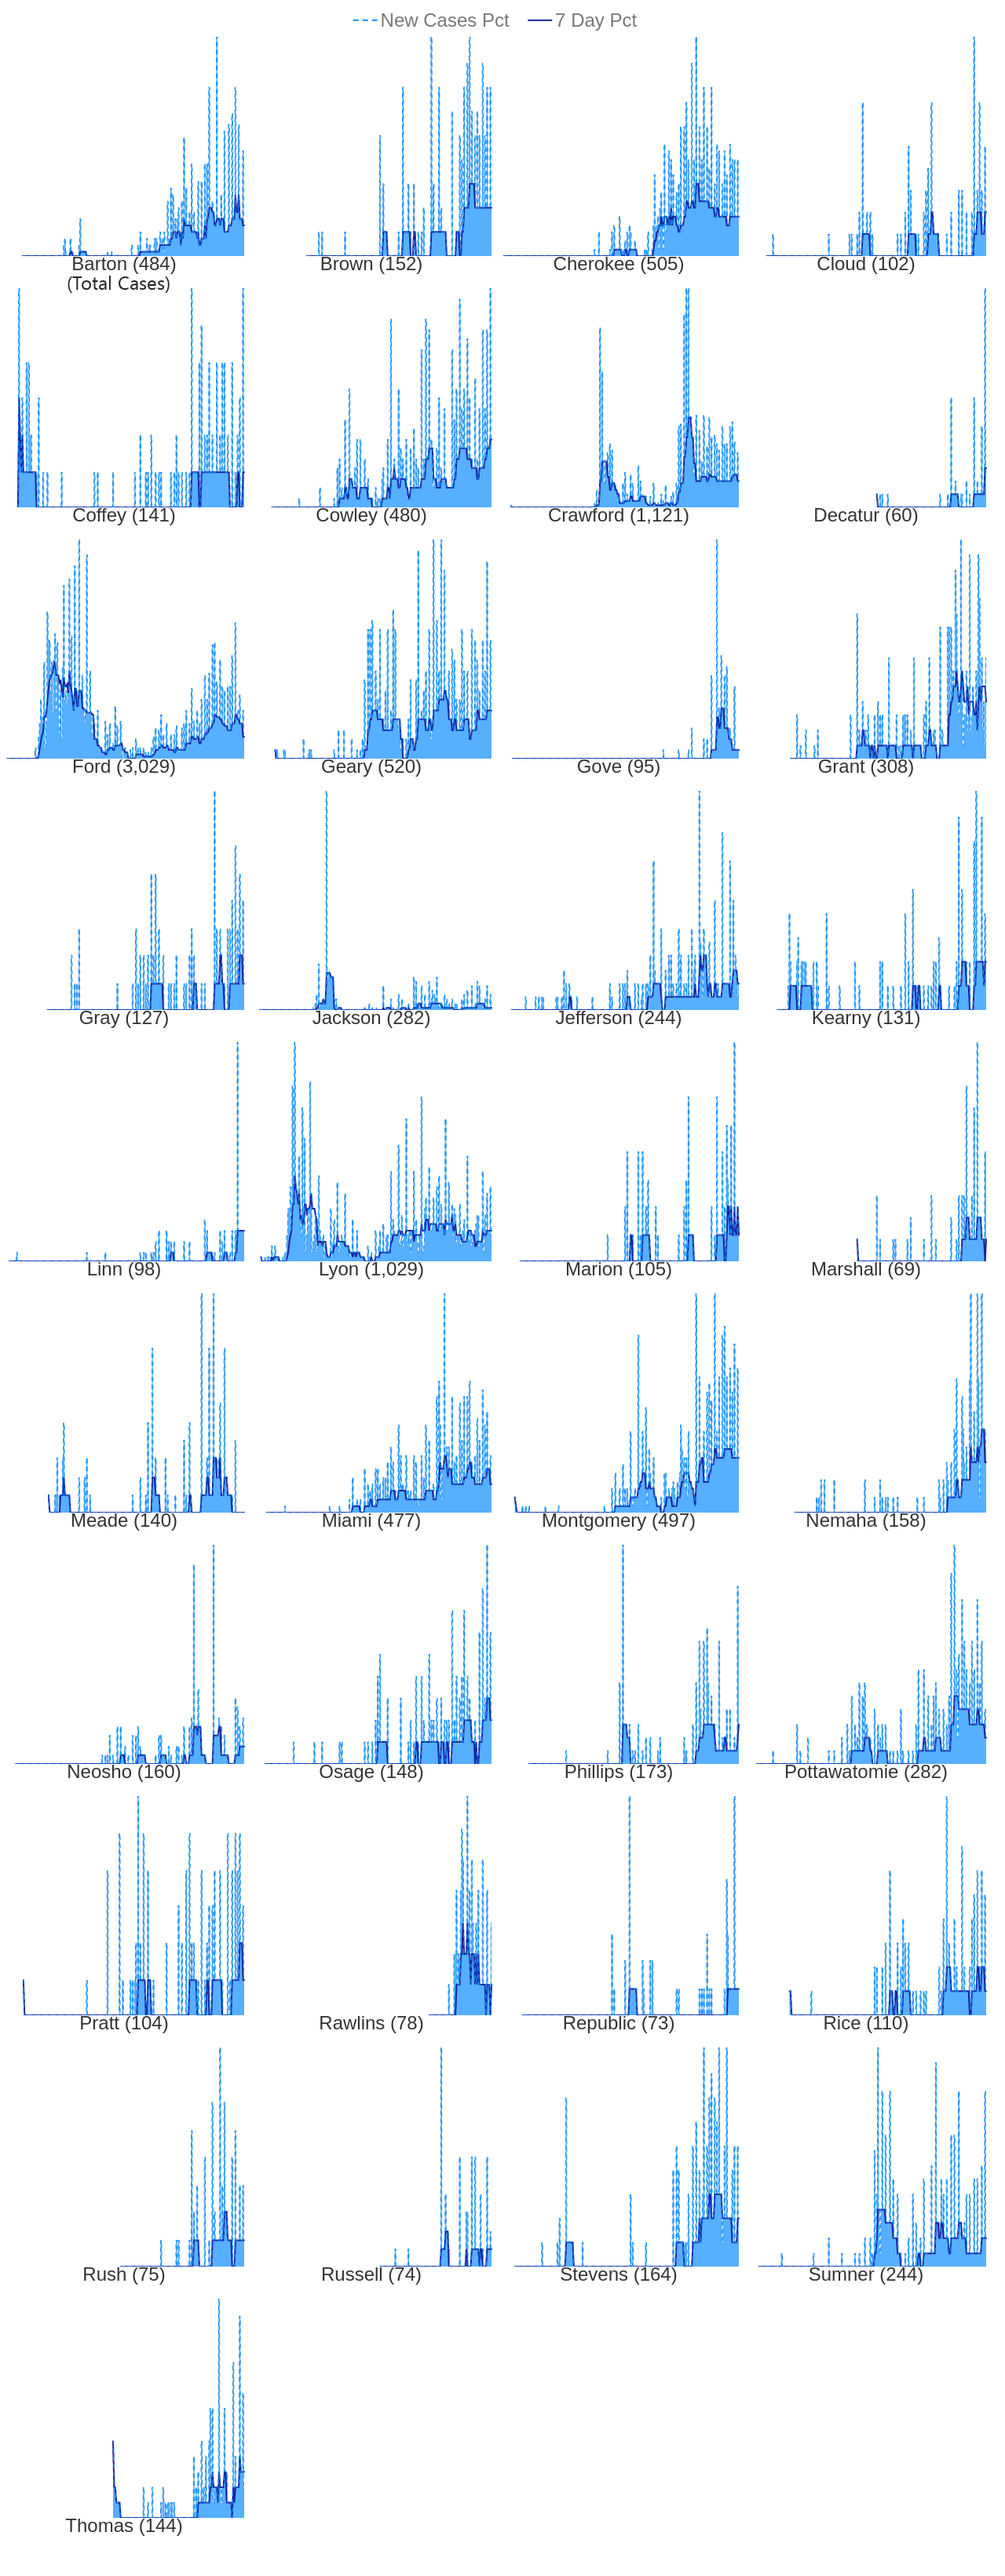 New Cases Pct 7 Day Pct
Barton (484) Brown (152) Cherokee (505) Cloud (102)
(Total Cases)
Coffey (141) Cowley (480) Crawford (1,121) Decatur (60)
Ford (3,029) Geary (520) Gove (95) Grant (308)
Gray (127) Jackson (282) Jefferson (244) Kearny (131)
Linn (98) Lyon (1,029) Marion (105) Marshall (69)
Meade (140) Miami (477) Montgomery (497) Nemaha (158)
Neosho (160) Osage (148) Phillips (173) Pottawatomie (282)
Pratt (104) Rawlins (78) Republic (73) Rice (110)
Rush (75) Russell (74) Stevens (164) Sumner (244)
Thomas (144)